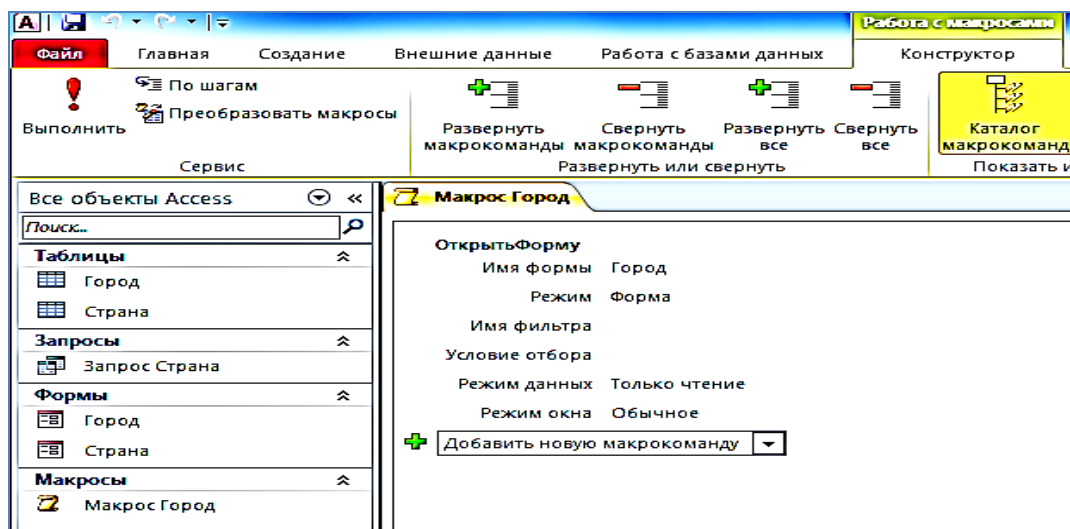 A
Работа с макросами
Файл Главная Создание Внешние данные Работа с базами данных Конструктор
Выполнить
По шагам
Преобразовать макросы
Сервис
Развернуть макрокоманды
Свернуть макрокоманды
Развернуть все
Свернуть все
Развернуть или свернуть
Каталог макрокоманд
Показать и
Все объекты Access
Поиск...
Таблицы
Город
Страна
Запросы
Запрос Страна
Формы
Город
Страна
Макросы
Макрос Город
Макрос Город
ОткрытьФорму
Имя формы Город
Режим Форма
Имя фильтра
Условие отбора
Режим данных Только чтение
Режим окна Обычное
Добавить новую макрокоманду